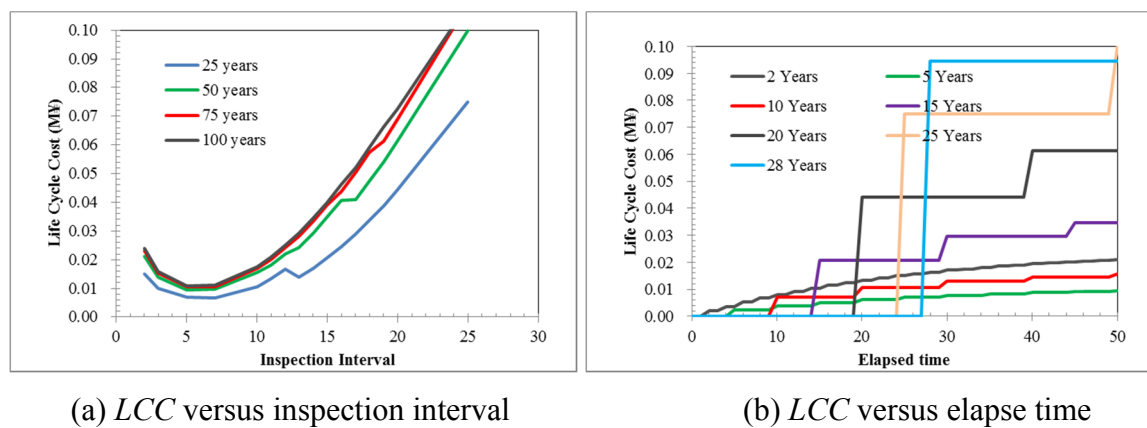 0.10
0.09
0.08
0.07
0.06
0.05
0.04
0.03
0.02
0.01
0.00
Life Cycle Cost (M¥)
25 years
50 years
75 years
100 years
0 5 10 15 20 25 30
Inspection Interval
0.10
0.09
0.08
0.07
0.06
0.05
0.04
0.03
0.02
0.01
0.00
Life Cycle Cost (M¥)
2 Years 5 Years
10 Years 15 Years
20 Years 25 Years
28 Years
0 10 20 30 40 50
Elapsed time
(a) LCC versus inspection interval
(b) LCC versus elapse time